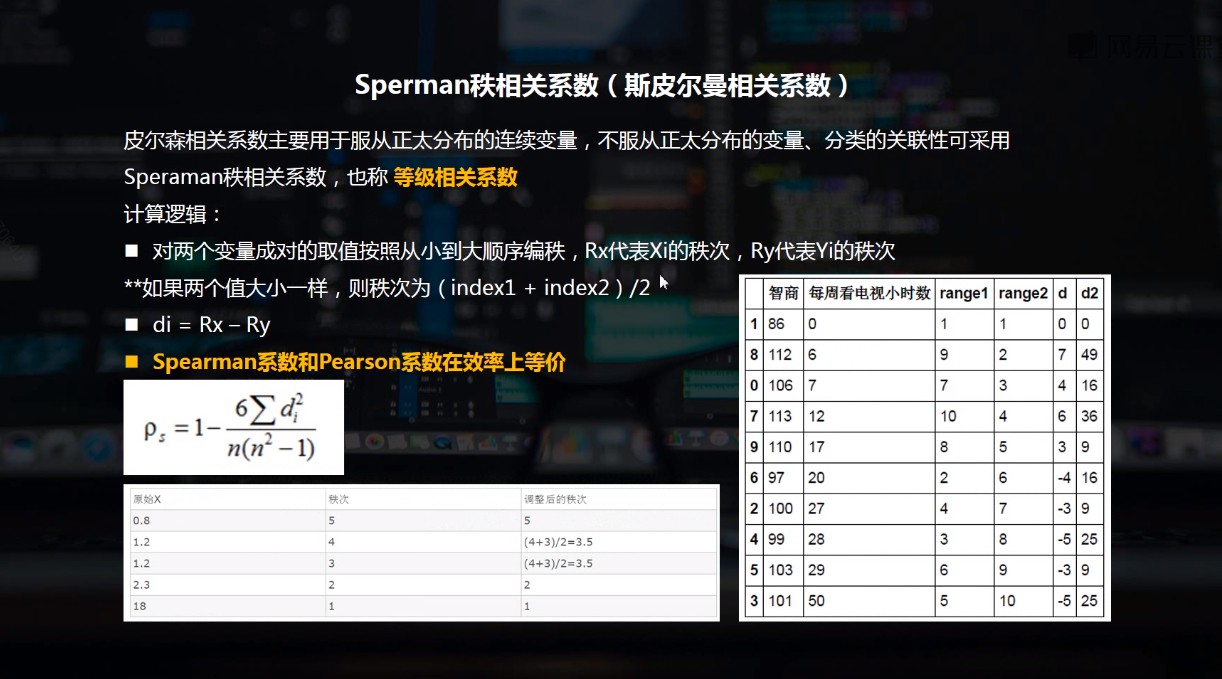 网易云课
Sperman秩相关系数（斯皮尔曼相关系数）
皮尔森相关系数主要用于服从正太分布的连续变量，不服从正太分布的变量、分类的关联性可采用
Speraman秩相关系数，也称 等级相关系数
计算逻辑：
■ 对两个变量成对的取值按照从小到大顺序编秩，Rx代表Xi的秩次，Ry代表Yi的秩次
**如果两个值大小一样，则秩次为（index1 + index2）/2
■ di = Rx – Ry
■ Spearman系数和Pearson系数在效率上等价
ρs = 1- 6∑di² / n(n² − 1)
原始X 秩次 调整后的秩次
0.8 5 5
1.2 4 (4+3)/2=3.5
1.2 3 (4+3)/2=3.5
2.3 2 2
18 1 1
智商 每周看电视小时数 range1 range2 d d2
1 86 0 1 1 0 0
8 112 6 9 2 7 49
0 106 7 7 3 4 16
7 113 12 10 4 6 36
9 110 17 8 5 3 9
6 97 20 2 6 -4 16
2 100 27 4 7 -3 9
4 99 28 3 8 -5 25
5 103 29 6 9 -3 9
3 101 50 5 10 -5 25